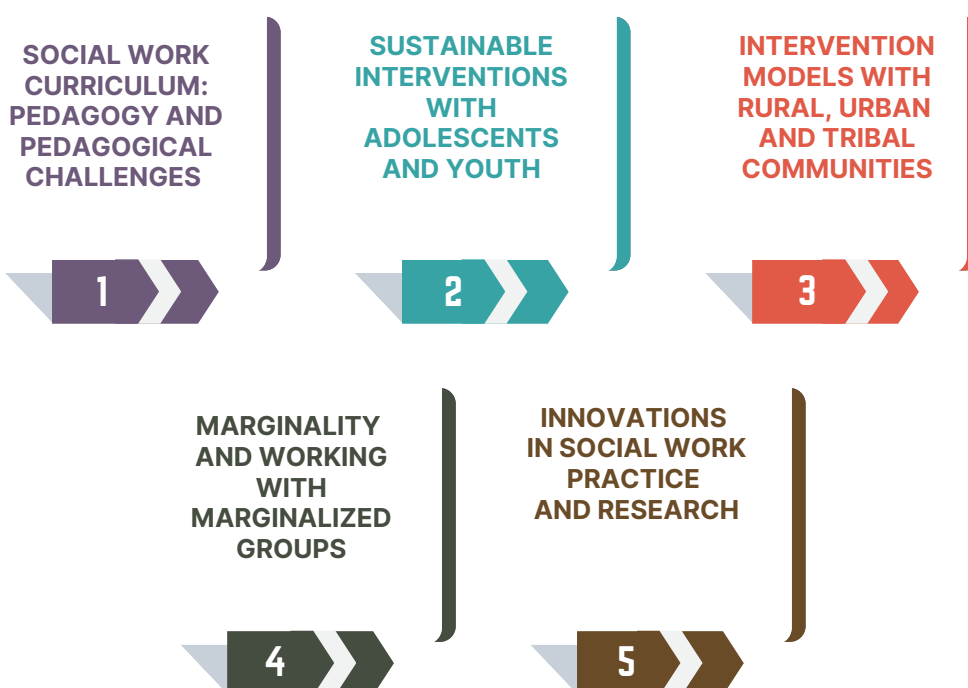 SOCIAL WORK
CURRICULUM:
PEDAGOGY AND
PEDAGOGICAL
CHALLENGES
1
SUSTAINABLE
INTERVENTIONS
WITH
ADOLESCENTS
AND YOUTH
2
INTERVENTION
MODELS WITH
RURAL, URBAN
AND TRIBAL
COMMUNITIES
3
MARGINALITY
AND WORKING
WITH
MARGINALIZED
GROUPS
4
INNOVATIONS
IN SOCIAL WORK
PRACTICE
AND RESEARCH
5